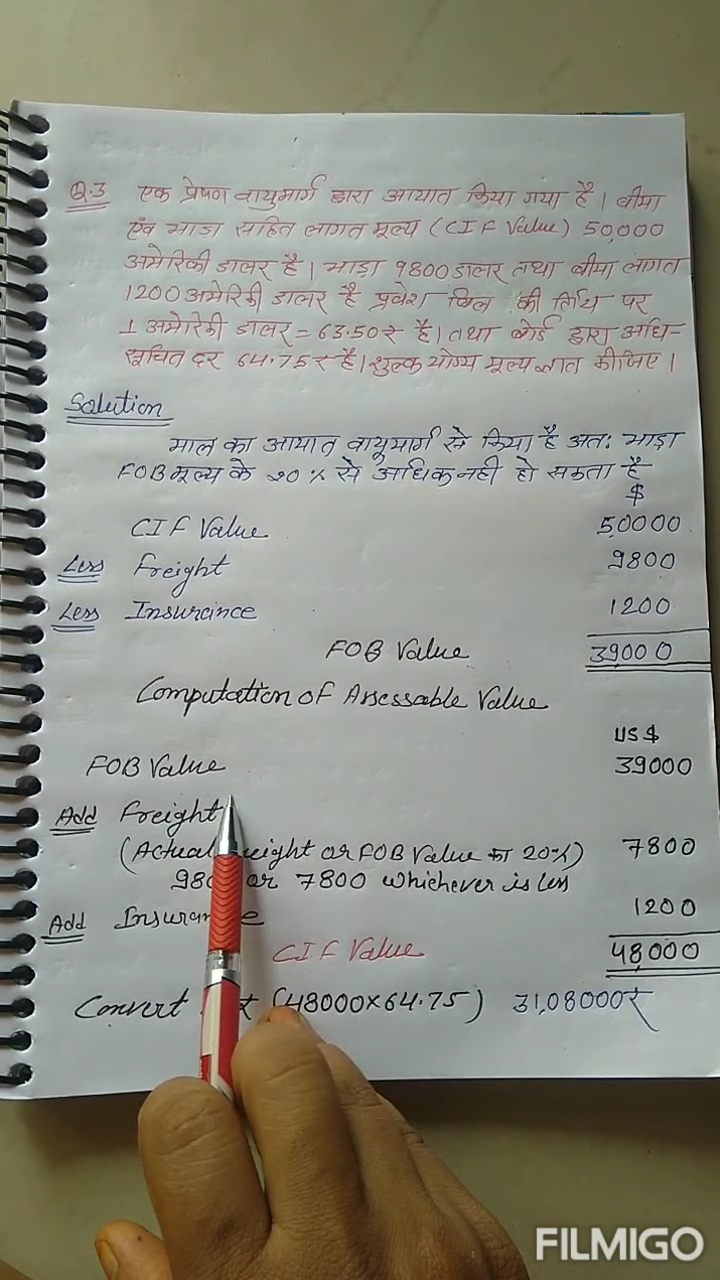 Q.3 एक प्रेषण वायुमार्ग द्वारा आयात किया गया है। बीमा
एवं भाडा सहित लागत मूल्य (CIF Value) 50,000
अमेरिकी डालर है। भाड़ा 9800 डालर तथा बीमा लागत
1200 अमेरिकी डालर है प्रवेश बिल की तिथि पर
1 अमेरिकी डालर = 63.50₹ है। तथा बोर्ड द्वारा अधि-
सूचित दर 64.75₹ है। शुल्क योग्य मूल्य ज्ञात कीजिए।
Solution
माल का आयात वायुमार्ग से किया है अतः भाड़ा
FOB मूल्य के 20% से अधिक नही हो सकता है
$
CIF Value 50000
Less Freight 9800
Less Insurance 1200
FOB Value 39000
Computation of Assessable Value
US $
FOB Value 39000
Add Freight
(Actual or FOB Value का 20%) 7800
or 7800 whichever is less
Add 1200
CIF Value 48,000
Convert (48000×64.75) 31,08000₹
FILMIGO